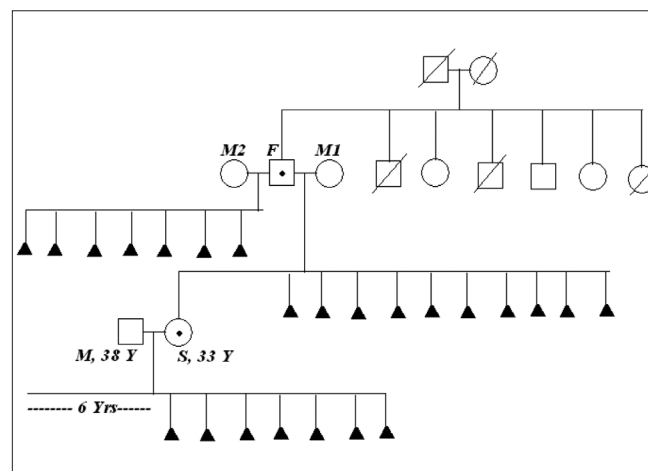 M2 F M1
M, 38 Y S, 33 Y
-------- 6 Yrs------